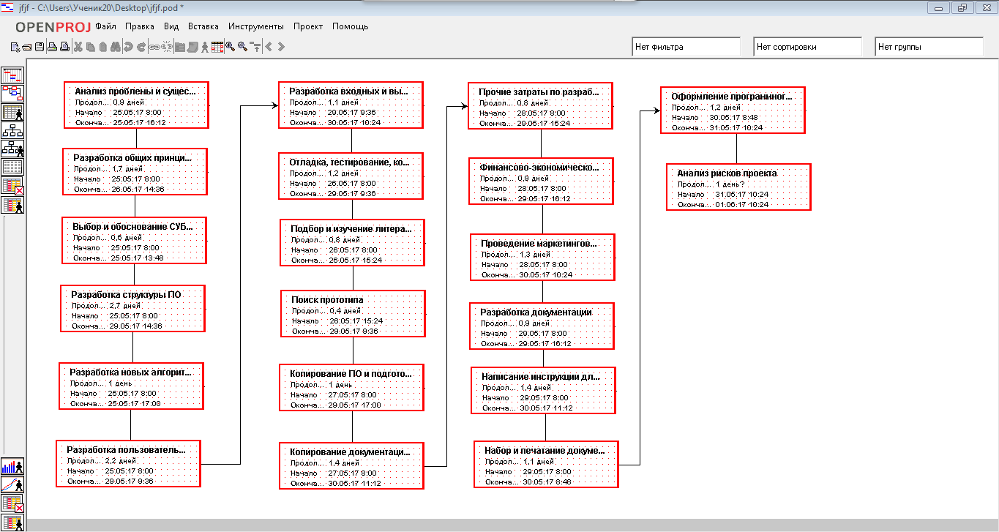 jfjf - C:\Users\Ученик20\Desktop\jfjf.pod *
OPENPROJ Файл Правка Вид Вставка Инструменты Проект Помощь
Нет фильтра
Нет сортировки
Нет группы
Анализ проблемы и сущес...
Продол... 0,9 дней
Начало 25.05.17 8:00
Оконча... 25.05.17 16:12
Разработка общих принци...
Продол... 1,7 дней
Начало 25.05.17 8:00
Оконча... 26.05.17 14:36
Выбор и обоснование СУБ...
Продол... 0,6 дней
Начало 25.05.17 8:00
Оконча... 25.05.17 13:48
Разработка структуры ПО
Продол... 2,7 дней
Начало 25.05.17 8:00
Оконча... 29.05.17 14:36
Разработка новых алгорит...
Продол... 1 день
Начало 25.05.17 8:00
Оконча... 25.05.17 17:00
Разработка пользователь...
Продол... 2,2 дней
Начало 25.05.17 8:00
Оконча... 29.05.17 9:36
Разработка входных и вы...
Продол... 1,1 дней
Начало 29.05.17 9:36
Оконча... 30.05.17 10:24
Отладка, тестирование, ко...
Продол... 1,2 дней
Начало 26.05.17 8:00
Оконча... 29.05.17 9:36
Подбор и изучение литера...
Продол... 0,8 дней
Начало 26.05.17 8:00
Оконча... 26.05.17 15:24
Поиск прототипа
Продол... 0,4 дней
Начало 26.05.17 15:24
Оконча... 29.05.17 9:36
Копирование ПО и подгото...
Продол... 1 день
Начало 27.05.17 8:00
Оконча... 29.05.17 17:00
Копирование документаци...
Продол... 1,4 дней
Начало 27.05.17 8:00
Оконча... 30.05.17 11:12
Прочие затраты по разраб...
Продол... 0,8 дней
Начало 28.05.17 8:00
Оконча... 29.05.17 15:24
Финансово-экономическо...
Продол... 0,9 дней
Начало 28.05.17 8:00
Оконча... 29.05.17 16:12
Проведение маркетингов...
Продол... 1,3 дней
Начало 28.05.17 8:00
Оконча... 30.05.17 10:24
Разработка документации
Продол... 0,9 дней
Начало 29.05.17 8:00
Оконча... 29.05.17 16:12
Написание инструкции дл...
Продол... 1,4 дней
Начало 29.05.17 8:00
Оконча... 30.05.17 11:12
Набор и печатание докуме...
Продол... 1,1 дней
Начало 29.05.17 8:00
Оконча... 30.05.17 8:48
Оформление программног...
Продол... 1,2 дней
Начало 30.05.17 8:48
Оконча... 31.05.17 10:24
Анализ рисков проекта
Продол... 1 день?
Начало 31.05.17 10:24
Оконча... 01.06.17 10:24